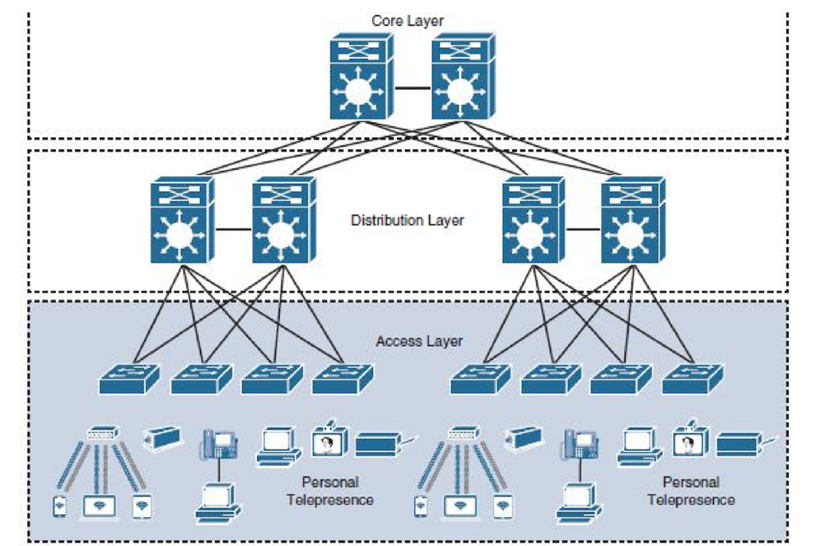 Core Layer
Distribution Layer
Access Layer
Personal
Telepresence
Personal
Telepresence